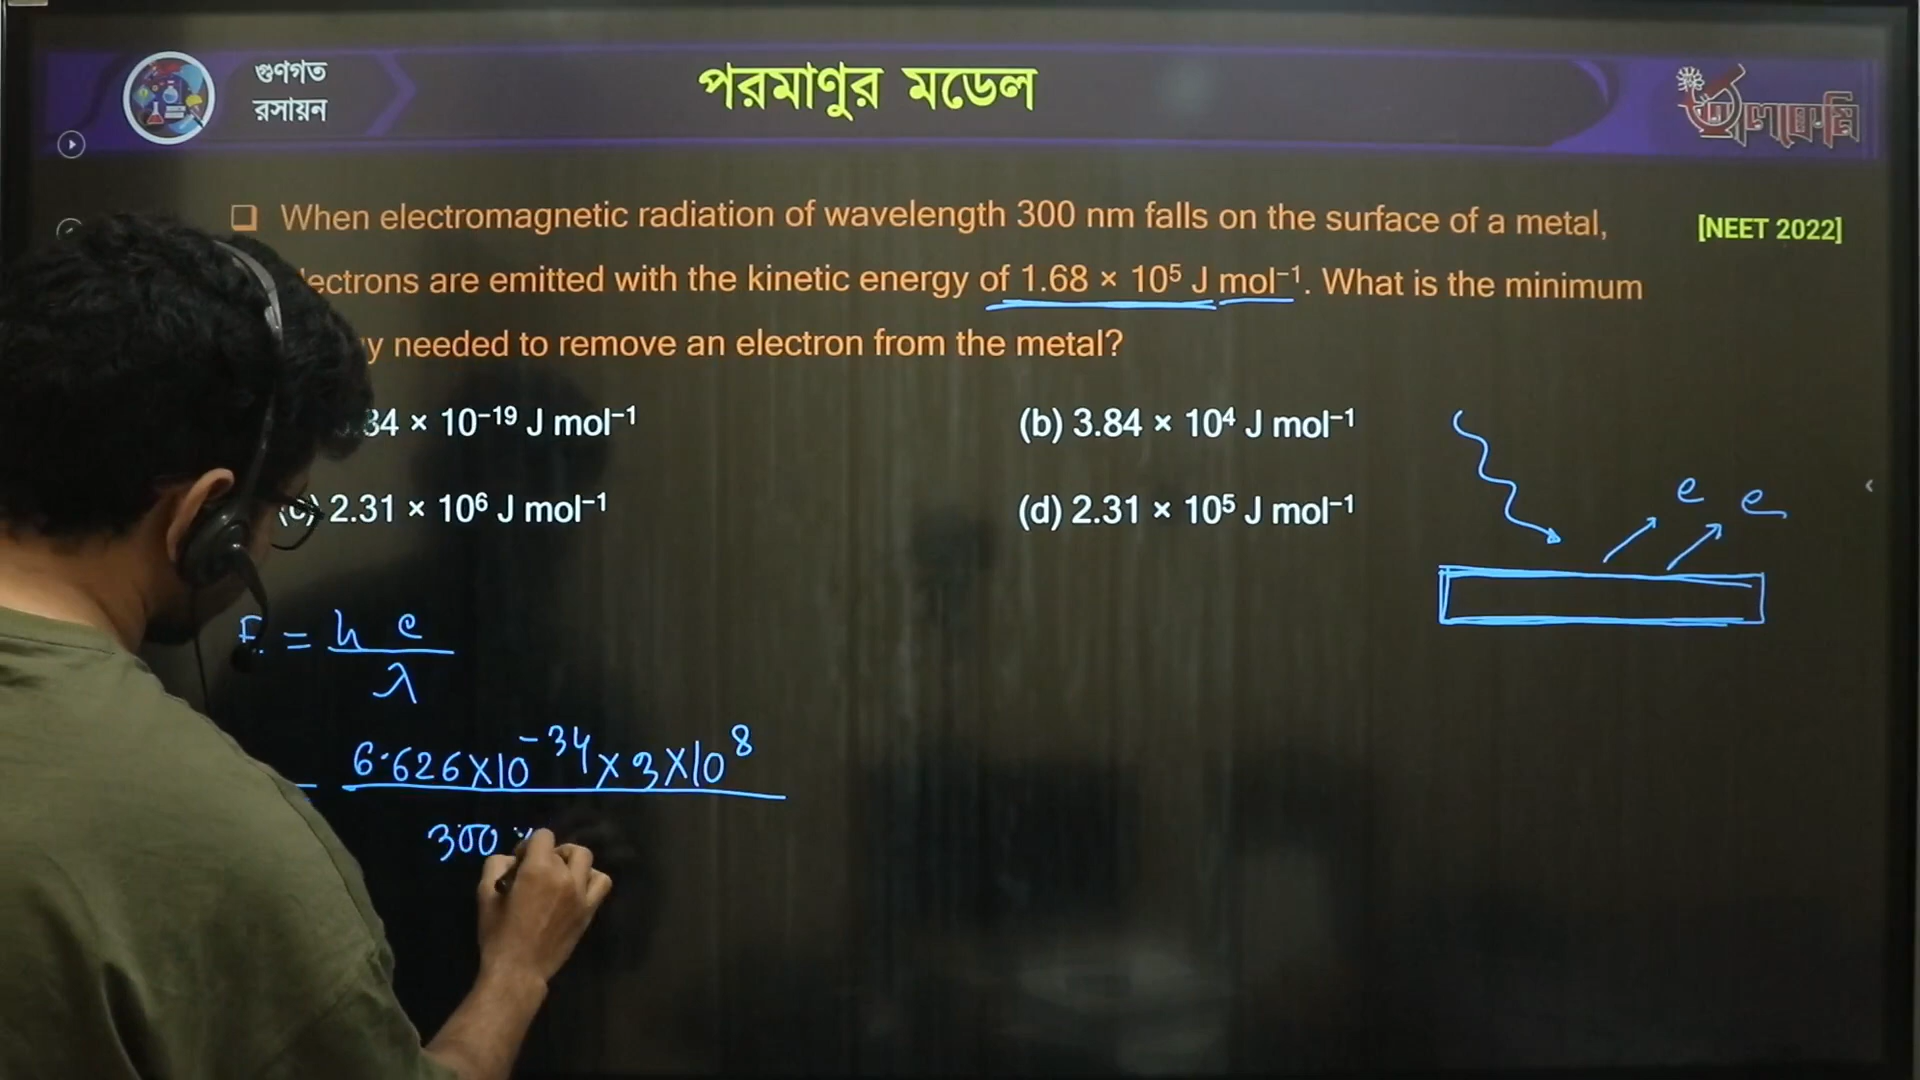 গুণগত
রসায়ন
পরমাণুর মডেল
When electromagnetic radiation of wavelength 300 nm falls on the surface of a metal,
[NEET 2022]
ectrons are emitted with the kinetic energy of 1.68 × 10⁵ J mol⁻¹. What is the minimum
y needed to remove an electron from the metal?
34 × 10⁻¹⁹ J mol⁻¹
(b) 3.84 × 10⁴ J mol⁻¹
(c) 2.31 × 10⁶ J mol⁻¹
(d) 2.31 × 10⁵ J mol⁻¹
e e
E = h c
λ
= 6.626×10⁻³⁴ × 3×10⁸
300 ×